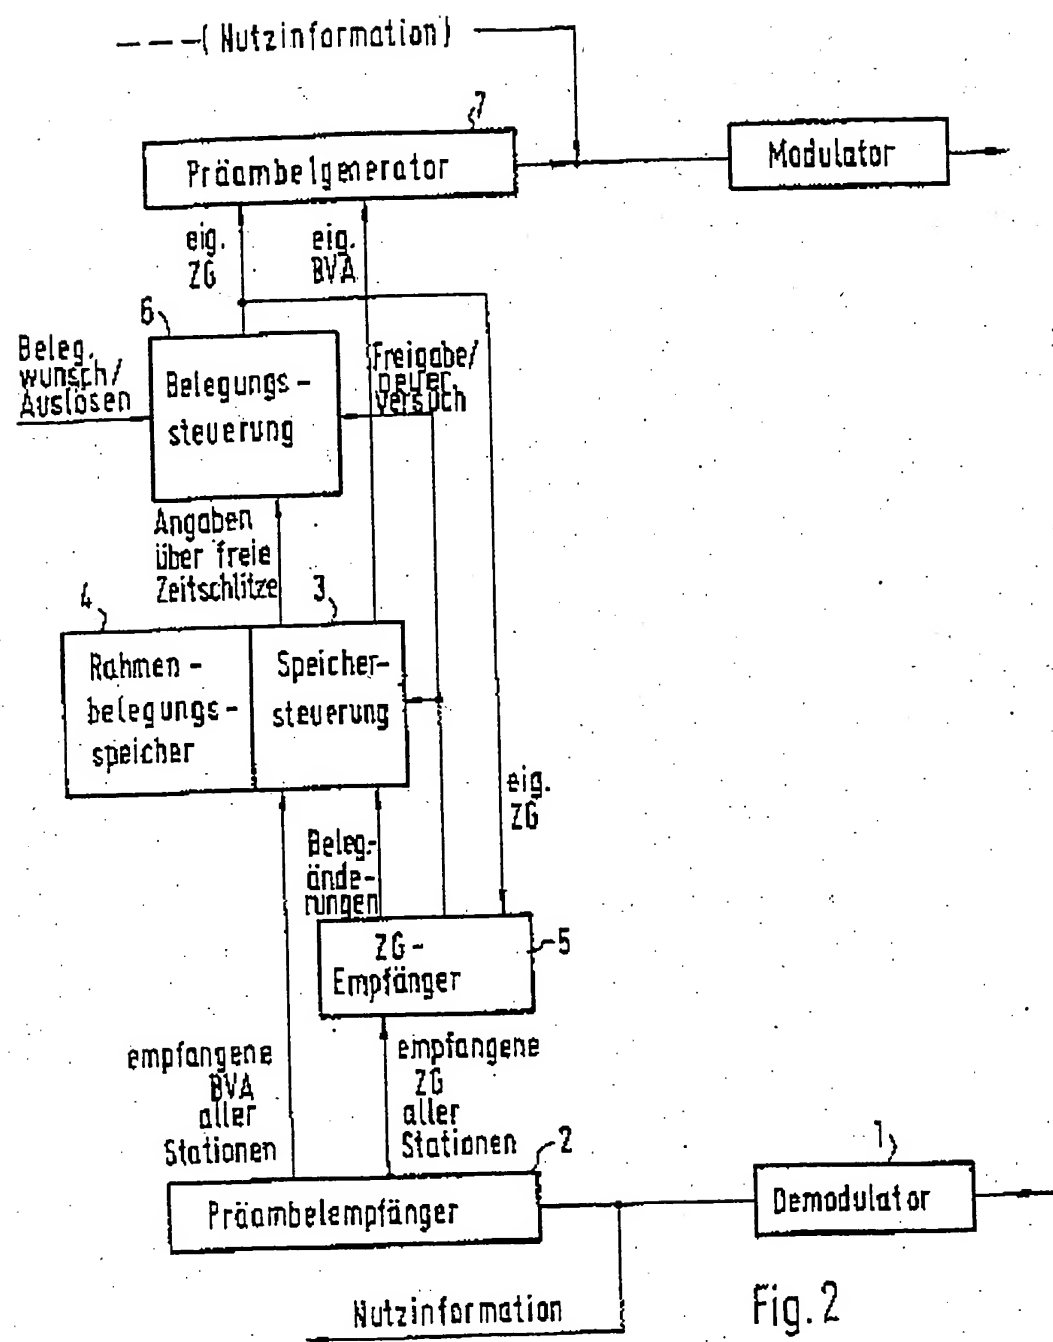 ---( Nutzinformation)
7
Präambelgenerator
Modulator
eig.
ZG
eig.
BVA
6
Beleg.
wunsch/
Auslösen
Belegungs-
steuerung
Freigabe/
neuer
versuch
Angaben
über freie
Zeitschlitze
4
3
Rahmen-
belegungs-
speicher
Speicher-
steuerung
eig.
ZG
Beleg-
ände-
rungen
ZG-
Empfänger
5
empfangene
BVA
aller
Stationen
empfangene
ZG
aller
Stationen
2
1
Präambelempfänger
Demodulator
Nutzinformation
Fig. 2